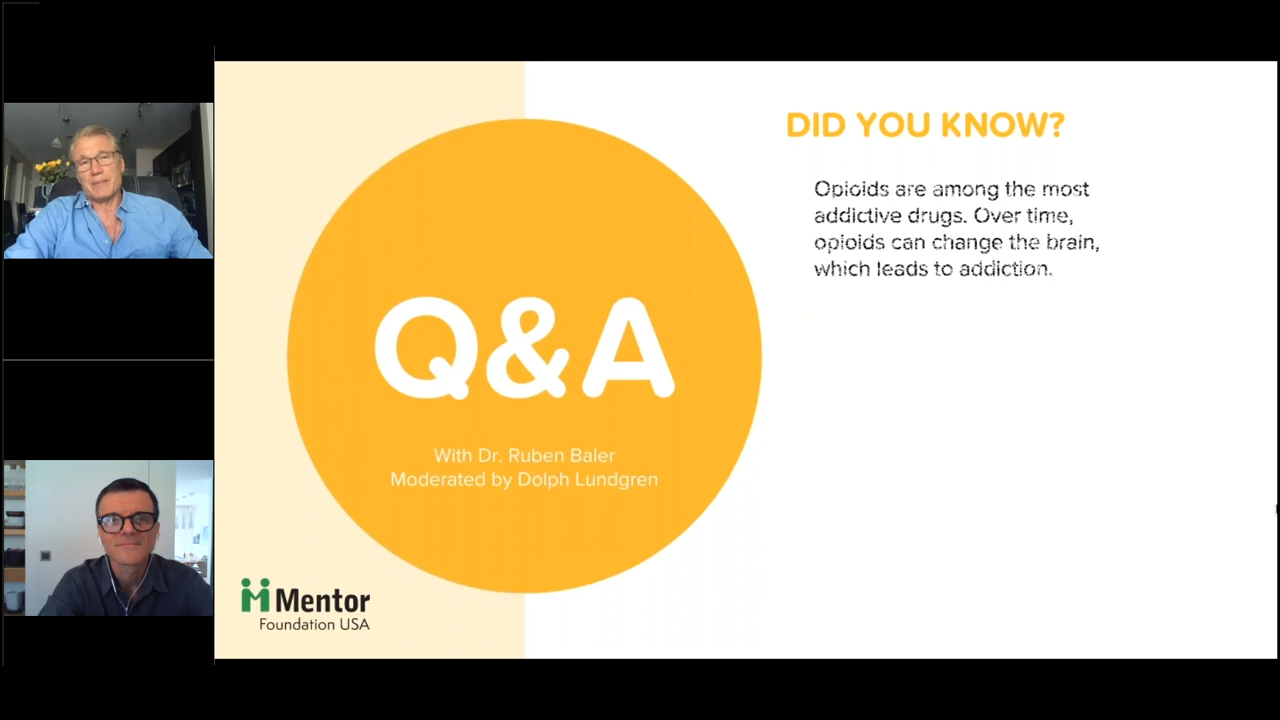 DID YOU KNOW?
Opioids are among the most
addictive drugs. Over time,
opioids can change the brain,
which leads to addiction.
Q&A
With Dr. Ruben Baler
Moderated by Dolph Lundgren
Mentor
Foundation USA